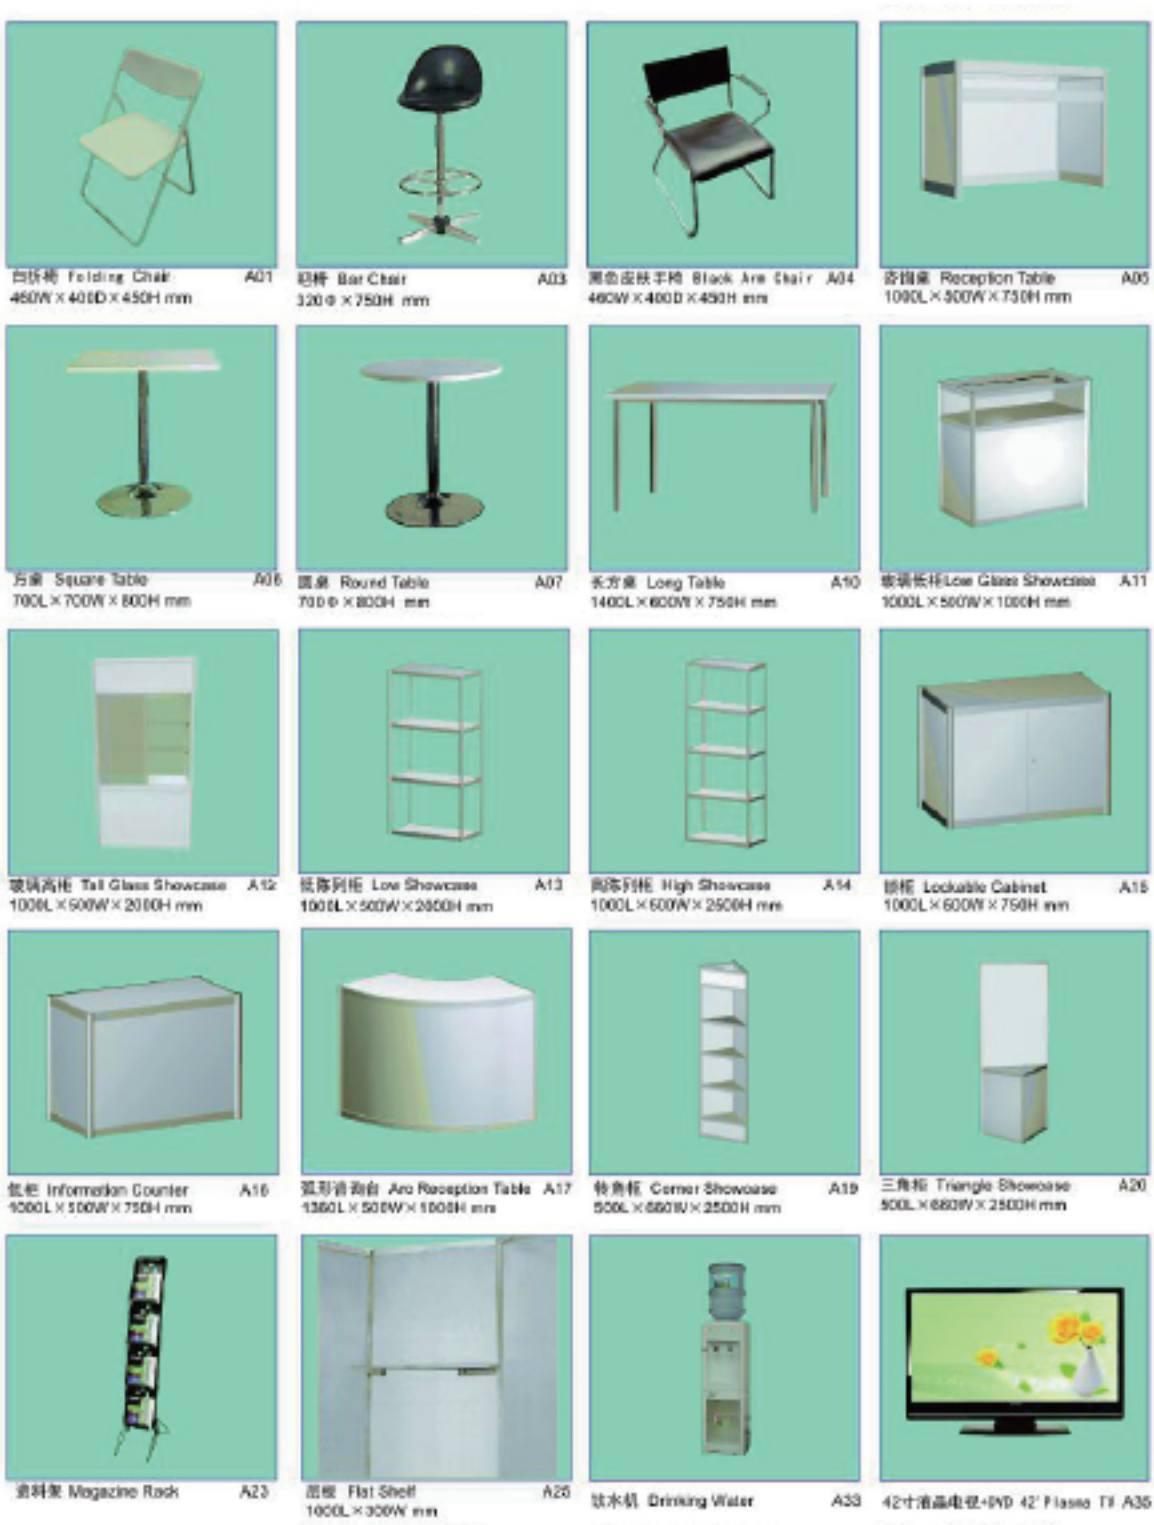 白折椅 Folding Chair A01
460W×400D×450H mm
吧椅 Bar Chair A03
320Φ×750H mm
黑色皮扶手椅 Black Arm Chair A04
460W×400D×450H mm
咨询桌 Reception Table A05
1000L×500W×750H mm
方桌 Square Table A06
700L×700W×800H mm
圆桌 Round Table A07
700Φ×800H mm
长方桌 Long Table A10
1400L×600W×750H mm
玻璃低柜Low Glass Showcase A11
1000L×500W×1000H mm
玻璃高柜 Tall Glass Showcase A12
1000L×500W×2000H mm
低陈列柜 Low Showcase A13
1000L×500W×2000H mm
高陈列柜 High Showcase A14
1000L×500W×2500H mm
锁柜 Lockable Cabinet A15
1000L×500W×750H mm
低柜 Information Counter A16
1000L×500W×750H mm
弧形咨询台 Arc Reception Table A17
1360L×500W×1000H mm
转角柜 Corner Showcase A19
500L×660W×2500H mm
三角柜 Triangle Showcase A20
500L×660W×2500H mm
资料架 Magazine Rack A23
层板 Flat Shelf A25
1000L×300W mm
饮水机 Drinking Water A33
42寸液晶电视+DVD 42' Plasma TV A35